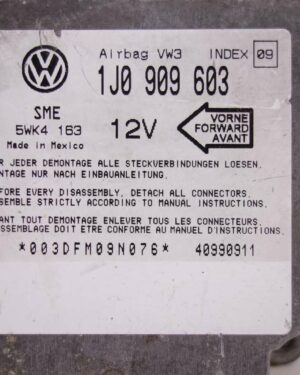 Airbag VW3 INDEX 09
1J0 909 603
SME
5WK4 163
Made in Mexico
12V
VORNE
FORWARD
AVANT
R JEDER DEMONTAGE ALLE STECKVERBINDUNGEN LOESEN.
NTAGE NUR NACH EINBAUANLEITUNG.
FORE EVERY DISASSEMBLY, DETACH ALL CONNECTORS.
SEMBLE STRICTLY ACCORDING TO MANUAL INSTRUCTIONS.
ANT TOUT DEMONTAGE ENLEVER TOUS LES CONNECTEURS.
SSEMBLAGE DOIT ETRE CONFORME AU MANUEL D'INSTRUCTIONS.
*003DFM09N076* 40990911